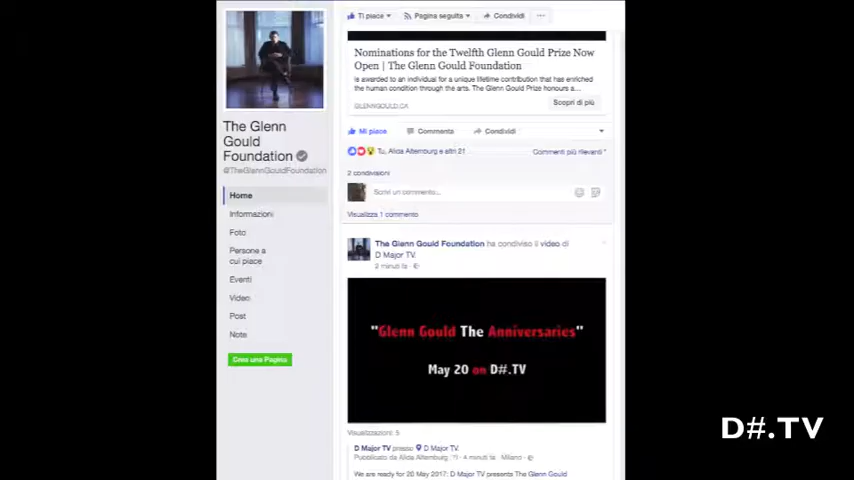 Ti piace
Pagina seguita
Condividi
The Glenn
Gould
Foundation
@TheGlennGouldFoundation
Home
Informazioni
Foto
Persone a
cui piace
Eventi
Video
Post
Note
Crea una Pagina
Nominations for the Twelfth Glenn Gould Prize Now
Open | The Glenn Gould Foundation
is awarded to an individual for a unique lifetime contribution that has enriched
the human condition through the arts. The Glenn Gould Prize honours a...
GLENNGOULD.CA
Scopri di più
Mi piace
Commenta
Condividi
Tu, Alida Altemburg e altri 21
Commenti più rilevanti
2 condivisioni
Scrivi un commento...
Visualizza 1 commento
The Glenn Gould Foundation ha condiviso il video di
D Major TV.
2 minuti fa
"Glenn Gould The Anniversaries"
May 20 on D#.TV
Visualizzazioni: 5
D Major TV presso D Major TV.
Pubblicato da Alida Altemburg · 4 minuti fa · Milano ·
We are ready for 20 May 2017: D Major TV presents The Glenn Gould
D#.TV